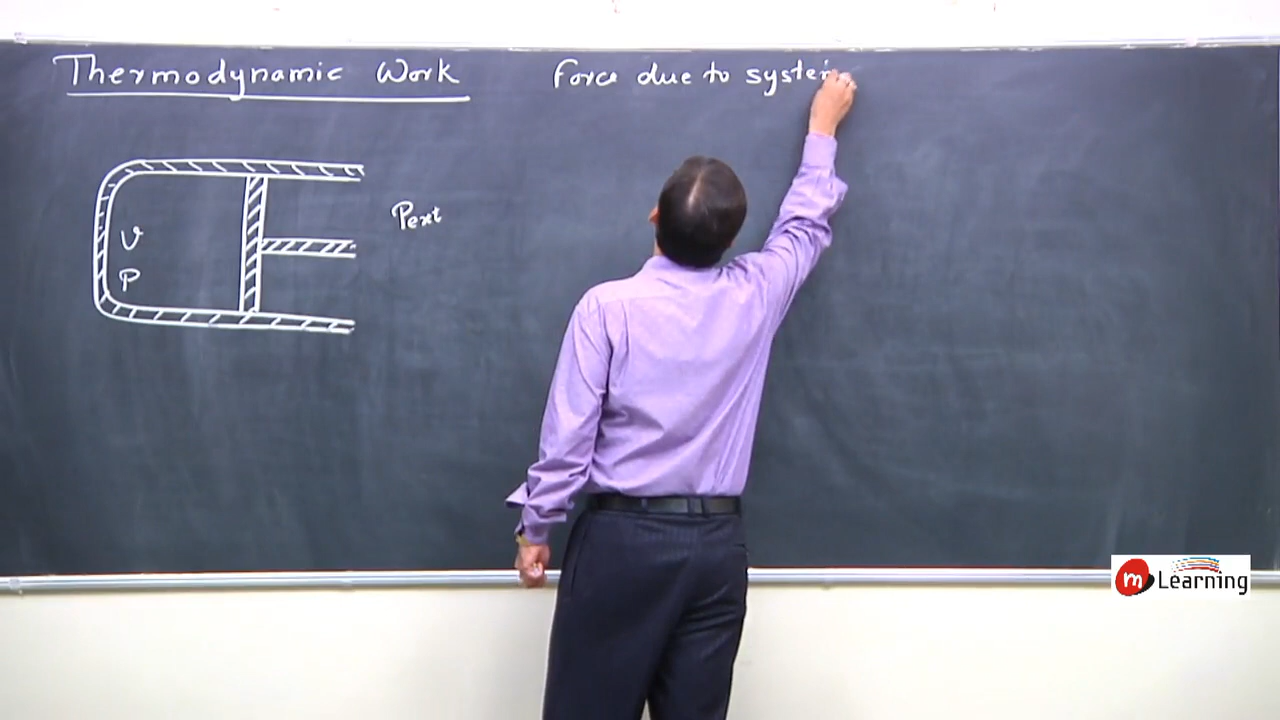 Thermodynamic Work
Force due to system
Pext
V
P
m Learning